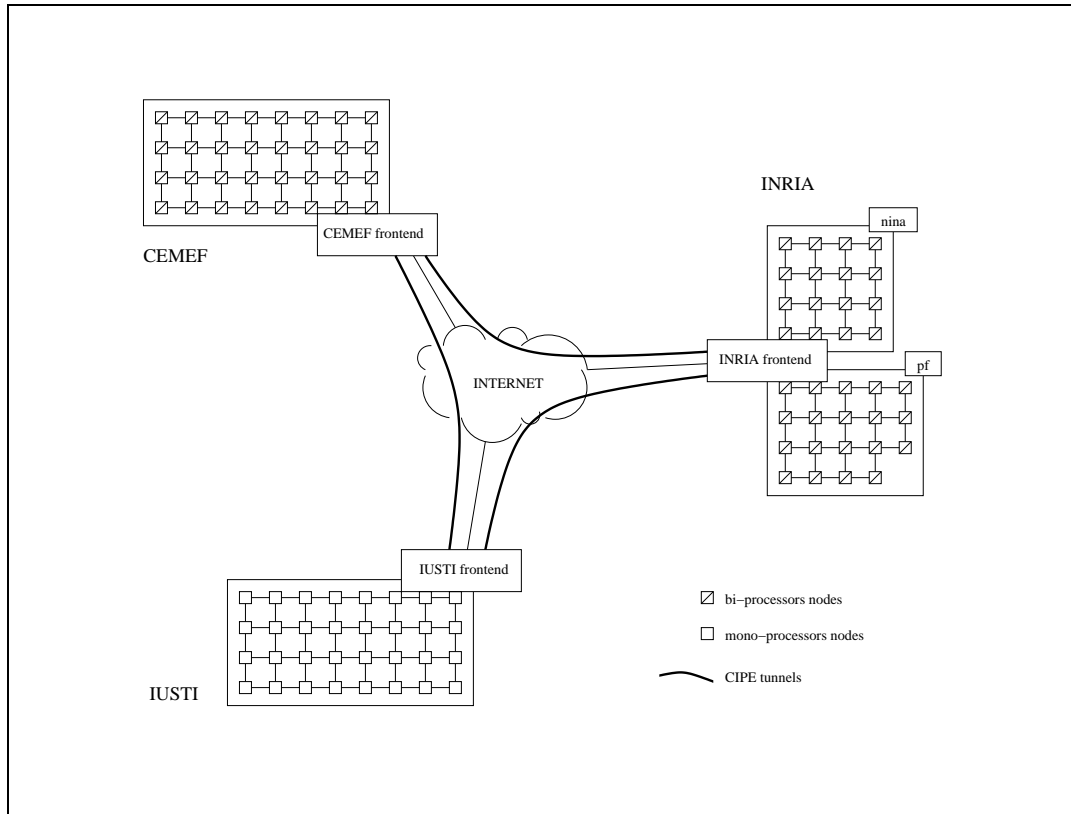 INRIA
nina
CEMEF frontend
CEMEF
INRIA frontend
pf
INTERNET
IUSTI frontend
bi−processors nodes
mono−processors nodes
CIPE tunnels
IUSTI